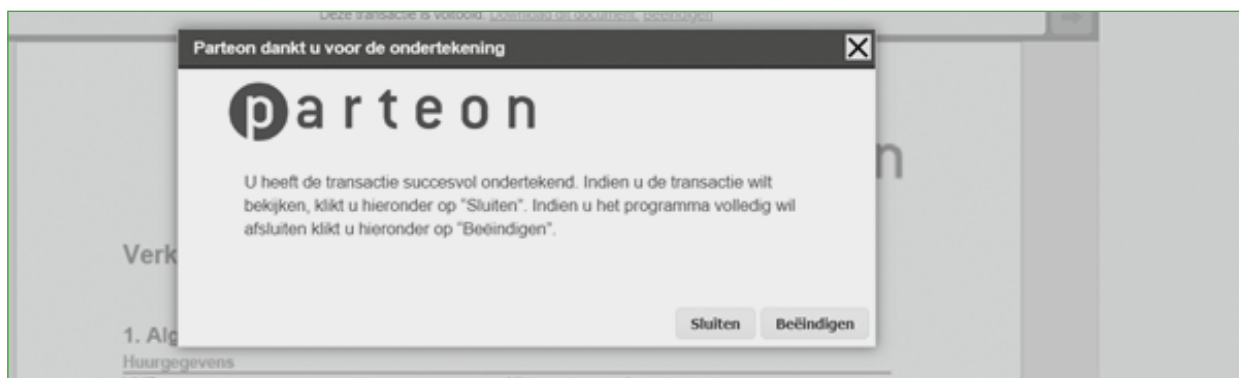 Deze transactie is voltooid. Download dit document, Beëindigen
Parteon dankt u voor de ondertekening
parteon
n
U heeft de transactie succesvol ondertekend. Indien u de transactie wilt
bekijken, klikt u hieronder op "Sluiten". Indien u het programma volledig wil
afsluiten klikt u hieronder op "Beëindigen".
Verk
Sluiten Beëindigen
1. Alg
Huurgegevens